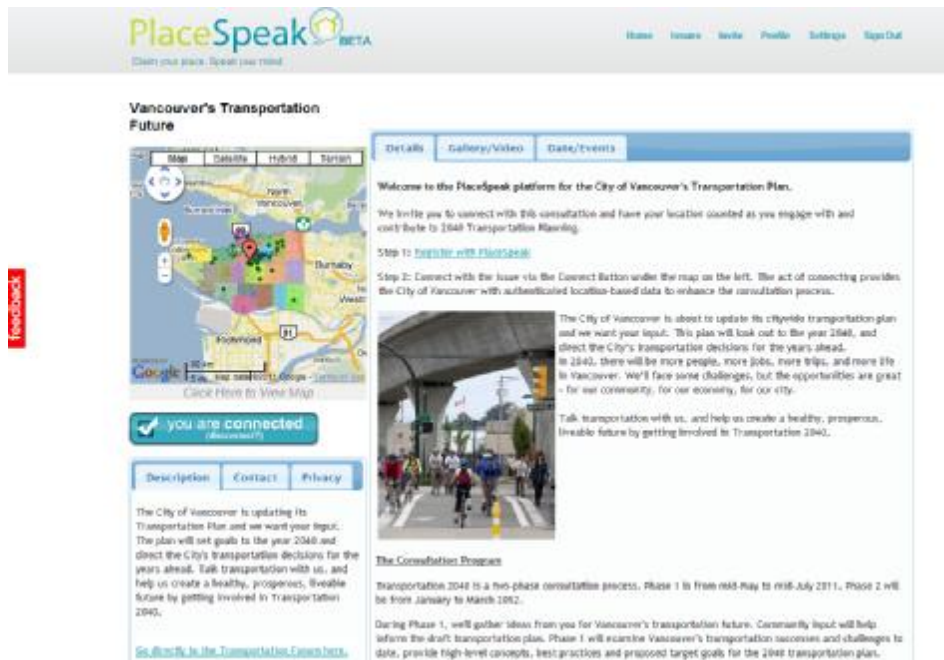 PlaceSpeak BETA
Claim your place. Speak your mind
Home Issues Invite Profile Settings Sign Out
feedback
Vancouver's Transportation
Future
Map Satellite Hybrid Terrain
North
Vancouver
Burnaby
Richmond
99
91
Google
Click Here to View Map
you are connected
(disconnect?)
Description Contact Privacy
The City of Vancouver is updating its
Transportation Plan and we want your input.
The plan will set goals to the year 2040 and
direct the City's transportation decisions for the
years ahead. Talk transportation with us, and
help us create a healthy, prosperous, liveable
future by getting involved in Transportation
2040.
Go directly to the Transportation Forum here.
Details Gallery/Video Date/Events
Welcome to the PlaceSpeak platform for the City of Vancouver's Transportation Plan.
We invite you to connect with this consultation and have your location counted as you engage with and
contribute to 2040 Transportation Planning.
Step 1: Register with PlaceSpeak
Step 2: Connect with the issue via the Connect Button under the map on the left. The act of connecting provides
the City of Vancouver with authenticated location-based data to enhance the consultation process.
The City of Vancouver is about to update its citywide transportation plan
and we want your input. This plan will look out to the year 2040, and
direct the City's transportation decisions for the years ahead.
In 2040, there will be more people, more jobs, more trips, and more life
in Vancouver. We'll face some challenges, but the opportunities are great
- for our community, for our economy, for our city.
Talk transportation with us, and help us create a healthy, prosperous,
liveable future by getting involved in Transportation 2040.
The Consultation Program
Transportation 2040 is a two-phase consultation process. Phase 1 is from mid-May to mid-July 2011. Phase 2 will
be from January to March 2012.
During Phase 1, we'll gather ideas from you for Vancouver's transportation future. Community input will help
inform the draft transportation plan. Phase 1 will examine Vancouver's transportation successes and challenges to
date, provide high-level concepts, best practices and proposed target goals for the 2040 transportation plan.